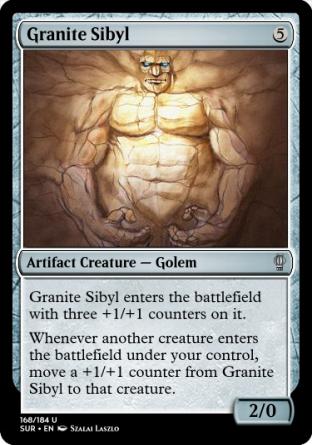 Granite Sibyl 5
Artifact Creature — Golem
Granite Sibyl enters the battlefield
with three +1/+1 counters on it.
Whenever another creature enters
the battlefield under your control,
move a +1/+1 counter from Granite
Sibyl to that creature.
2/0
168/184 U
SUR • EN Szalai Laszlo